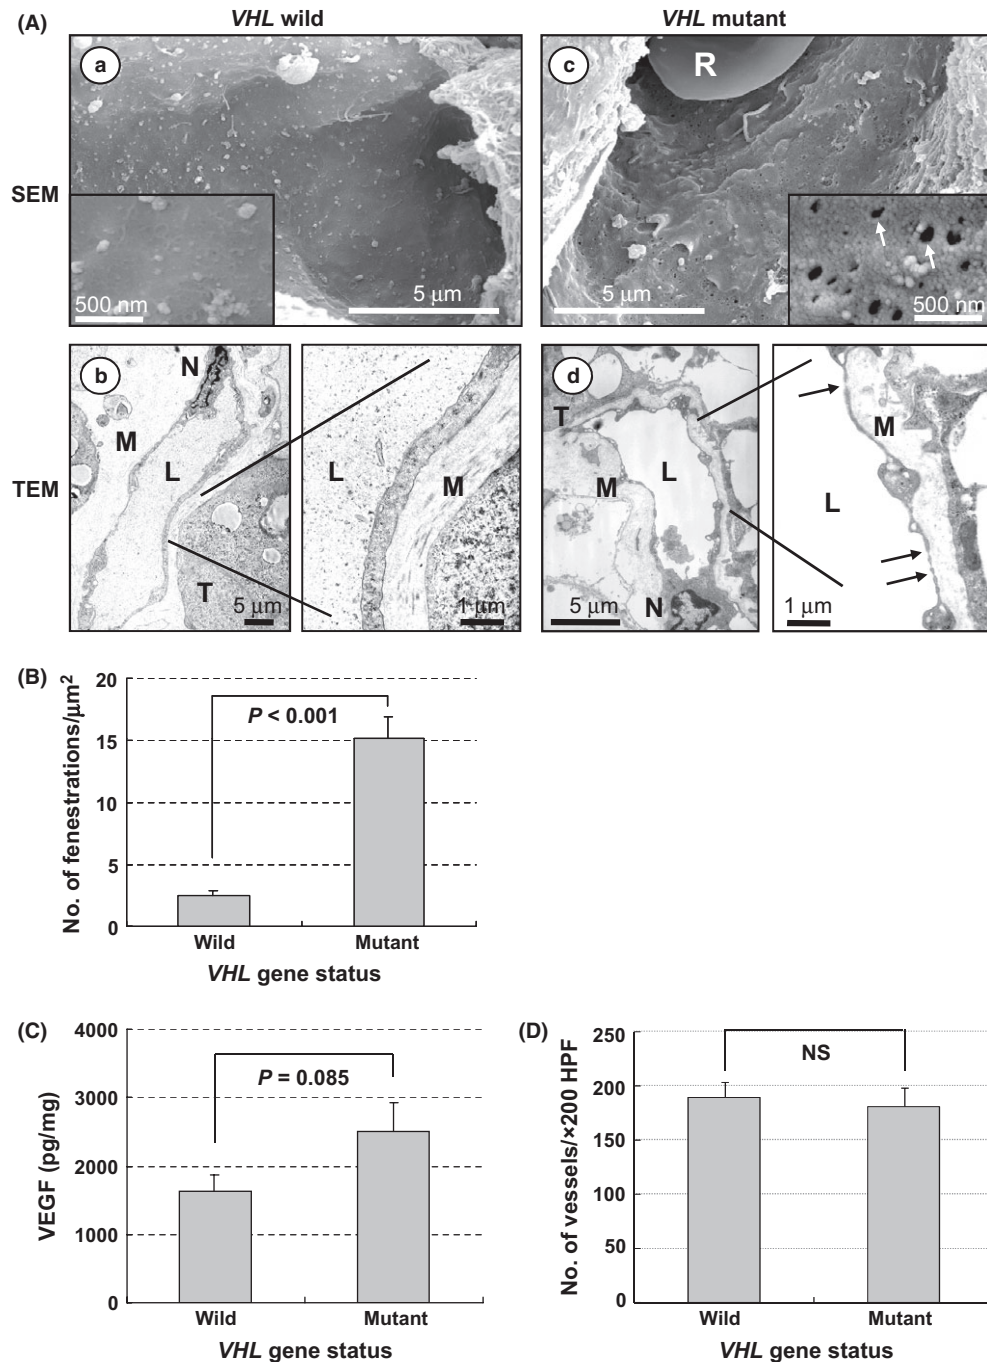 (A)
VHL wild
VHL mutant
SEM
a
500 nm
5 μm
c
R
5 μm
500 nm
TEM
b
N
M
L
T
5 μm
L
M
1 μm
d
T
L
M
N
5 μm
M
L
1 μm
(B)
No. of fenestrations/μm²
20
15
10
5
0
P < 0.001
Wild
Mutant
VHL gene status
(C)
VEGF (pg/mg)
4000
3000
2000
1000
0
P = 0.085
Wild
Mutant
VHL gene status
(D)
No. of vessels/×200 HPF
250
200
150
100
50
0
NS
Wild
Mutant
VHL gene status